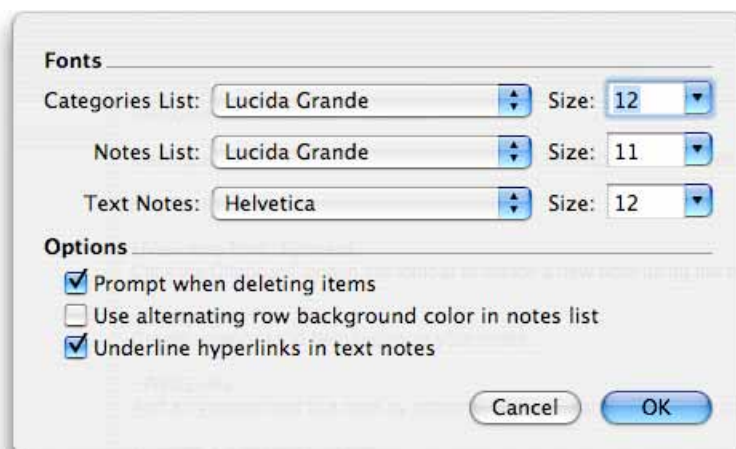 Fonts
Categories List: Lucida Grande Size: 12
Notes List: Lucida Grande Size: 11
Text Notes: Helvetica Size: 12
Options
Prompt when deleting items
Use alternating row background color in notes list
Underline hyperlinks in text notes
Cancel OK